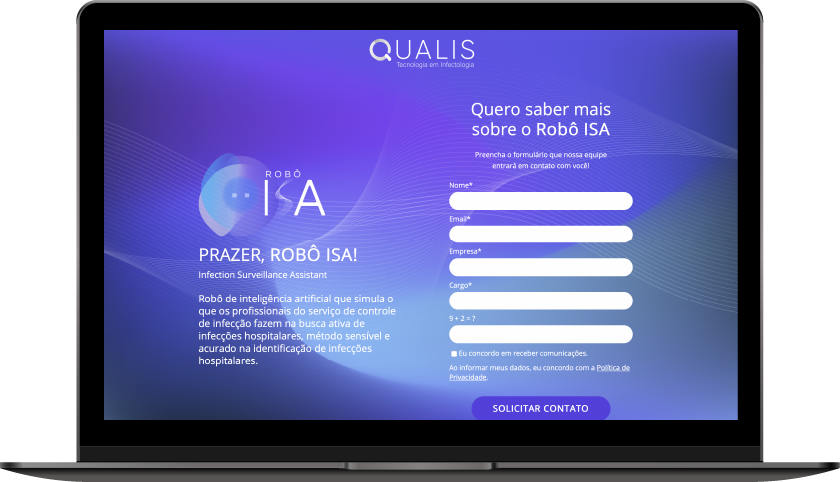 QUALIS
Tecnologia em Infectologia
ROBÔ
ISA
PRAZER, ROBÔ ISA!
Infection Surveillance Assistant
Robô de inteligência artificial que simula o
que os profissionais do serviço de controle
de infecção fazem na busca ativa de
infecções hospitalares, método sensível e
acurado na identificação de infecções
hospitalares.
Quero saber mais
sobre o Robô ISA
Preencha o formulário que nossa equipe
entrará em contato com você!
Nome*
Email*
Empresa*
Cargo*
9 + 2 = ?
Eu concordo em receber comunicações.
Ao informar meus dados, eu concordo com a Política de
Privacidade.
SOLICITAR CONTATO